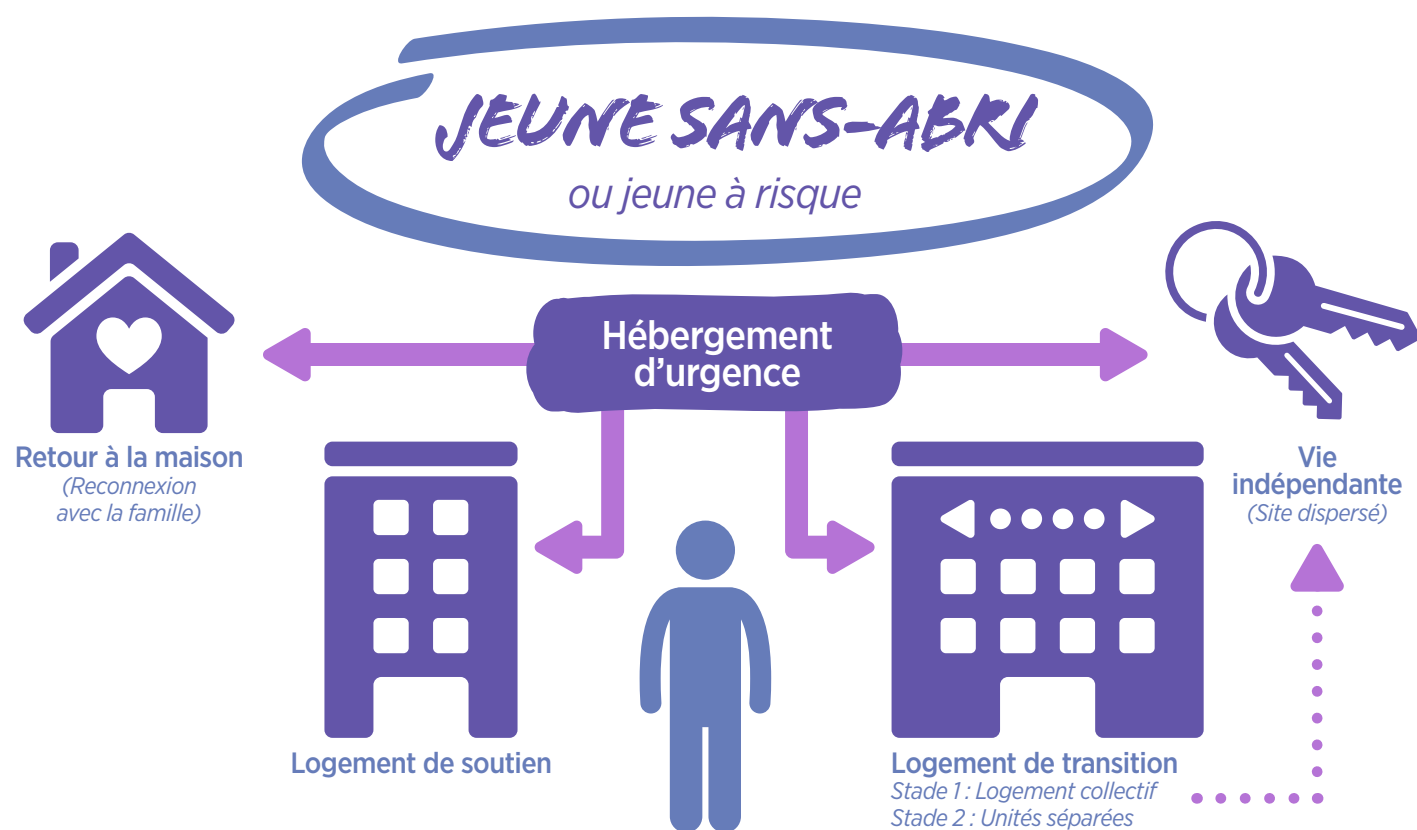 JEUNE SANS-ABRI
ou jeune à risque
Hébergement
d’urgence
Retour à la maison
(Reconnexion
avec la famille)
Vie
indépendante
(Site dispersé)
Logement de soutien
Logement de transition
Stade 1 : Logement collectif
Stade 2 : Unités séparées